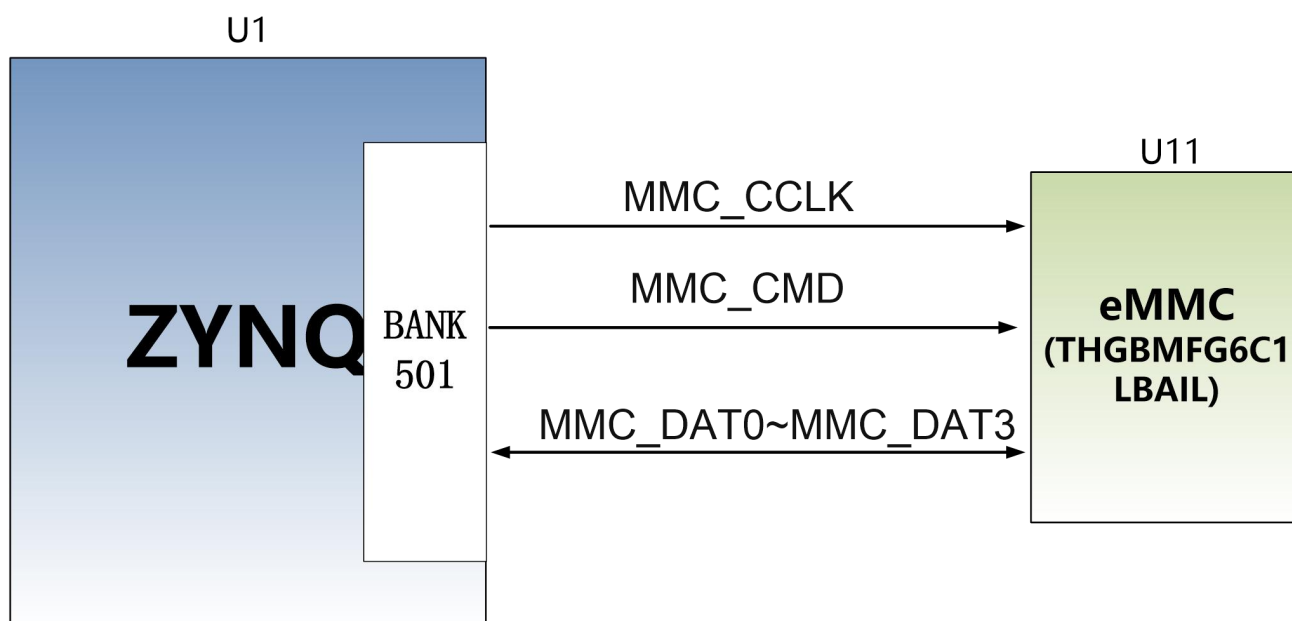 U1
U11
MMC_CCLK
MMC_CMD
ZYNQ
BANK
501
eMMC
(THGBMFG6C1
LBAIL)
MMC_DAT0~MMC_DAT3